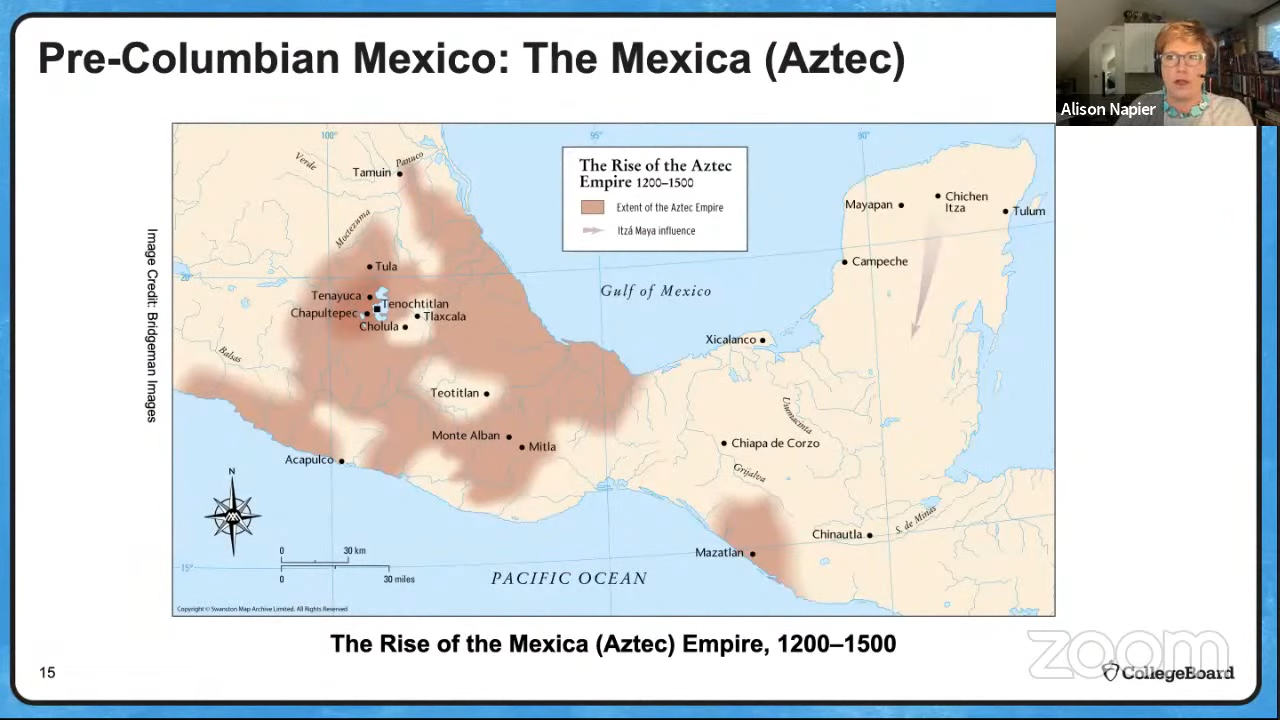 Pre-Columbian Mexico: The Mexica (Aztec)
Alison Napier
Image Credit: Bridgeman Images
100°
95°
90°
The Rise of the Aztec
Empire 1200–1500
Extent of the Aztec Empire
Itzá Maya influence
Verde
Tamuin
Panuco
Moctezuma
Mayapan
Chichen
Itza
Tulum
Campeche
20°
Tula
Tenayuca
Tenochtitlan
Chapultepec
Tlaxcala
Cholula
Gulf of Mexico
Xicalanco
Balsas
Teotitlan
Monte Alban
Mitla
Acapulco
Usumacinta
Chiapa de Corzo
Grijalva
S. de Minas
Chinautla
Mazatlan
N
0
30 km
0
30 miles
15°
PACIFIC OCEAN
Copyright © Swanston Map Archive Limited. All Rights Reserved
The Rise of the Mexica (Aztec) Empire, 1200–1500
15
zoom
CollegeBoard